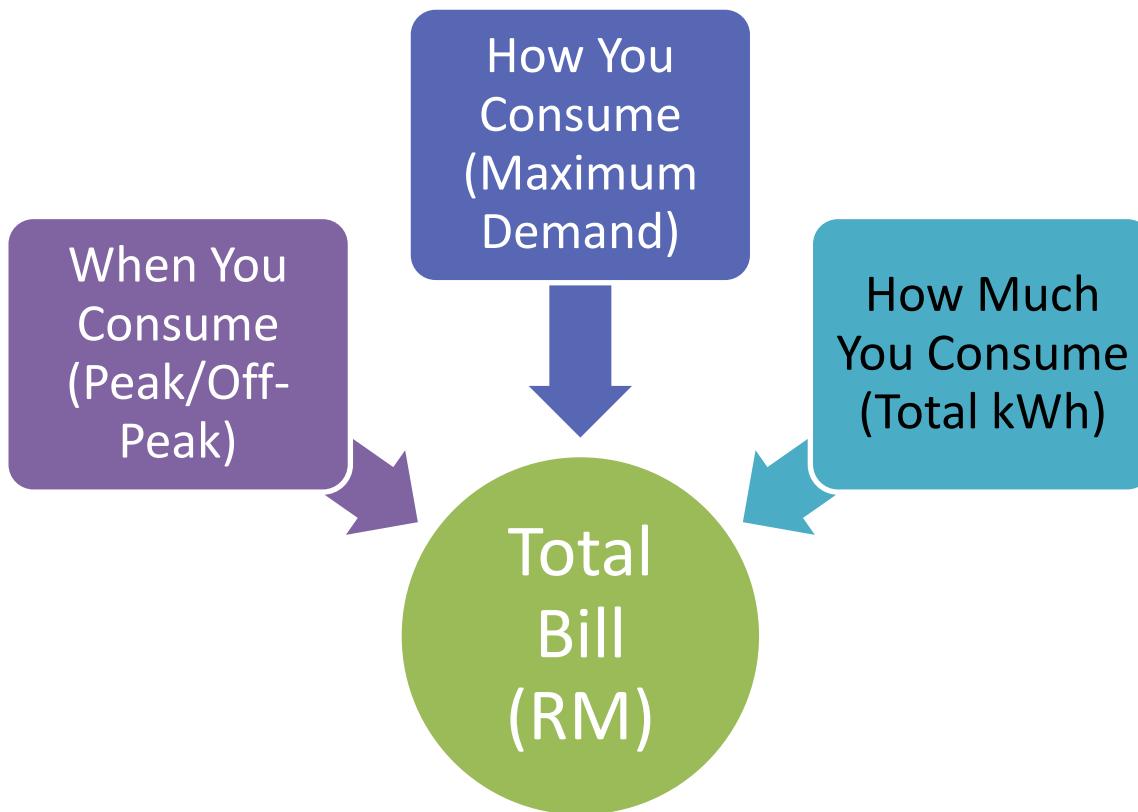 How You
Consume
(Maximum
Demand)
When You
Consume
(Peak/Off-
Peak)
How Much
You Consume
(Total kWh)
Total
Bill
(RM)